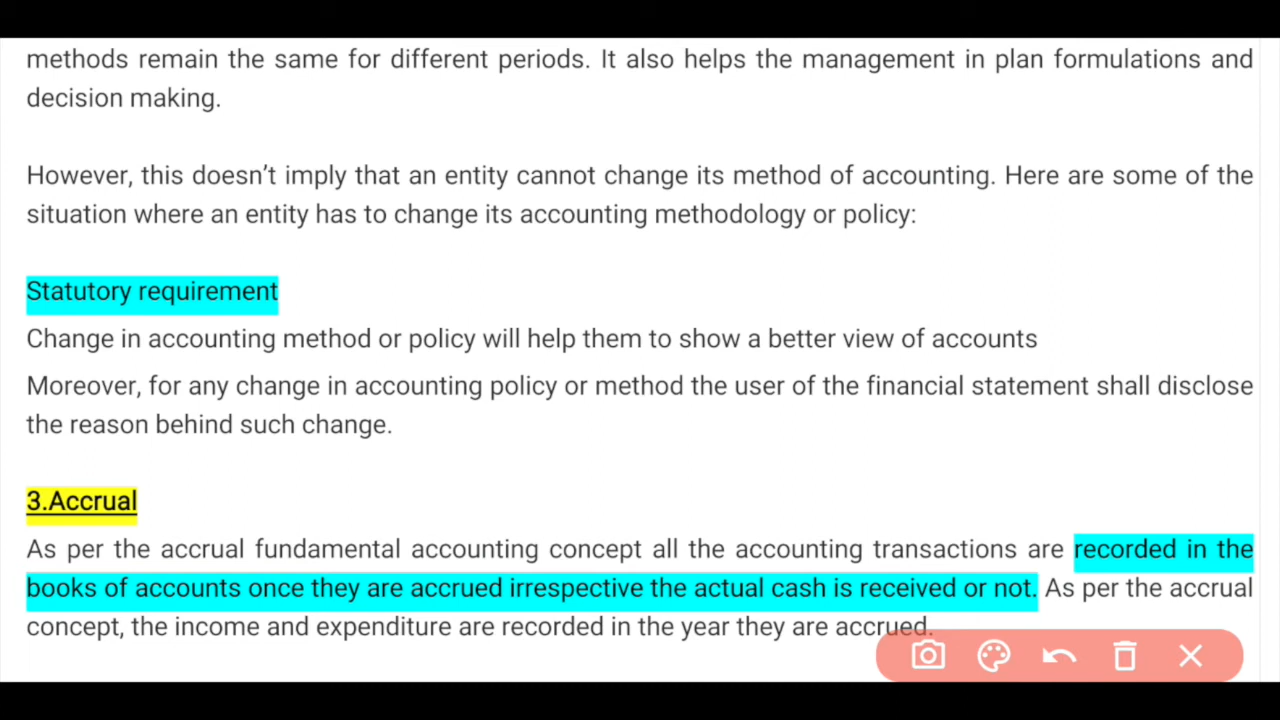 methods remain the same for different periods. It also helps the management in plan formulations and
decision making.
However, this doesn’t imply that an entity cannot change its method of accounting. Here are some of the
situation where an entity has to change its accounting methodology or policy:
Statutory requirement
Change in accounting method or policy will help them to show a better view of accounts
Moreover, for any change in accounting policy or method the user of the financial statement shall disclose
the reason behind such change.
3.Accrual
As per the accrual fundamental accounting concept all the accounting transactions are recorded in the
books of accounts once they are accrued irrespective the actual cash is received or not. As per the accrual
concept, the income and expenditure are recorded in the year they are accrued.